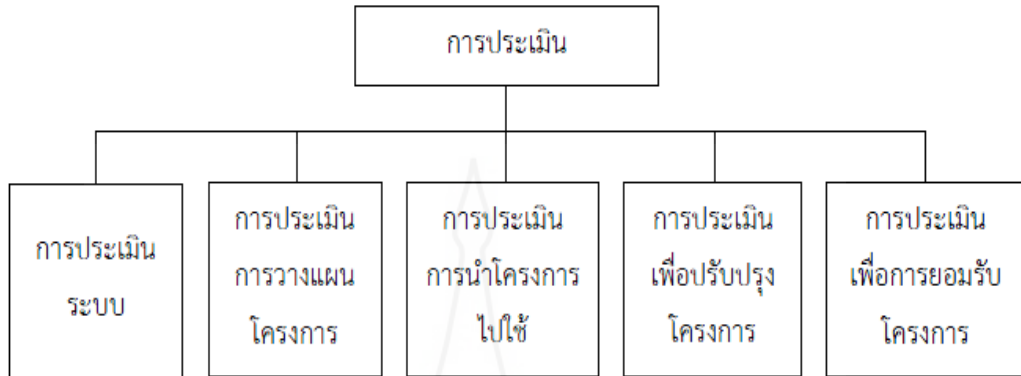 การประเมิน
การประเมิน
ระบบ
การประเมิน
การวางแผน
โครงการ
การประเมิน
การนำโครงการ
ไปใช้
การประเมิน
เพื่อปรับปรุง
โครงการ
การประเมิน
เพื่อการยอมรับ
โครงการ